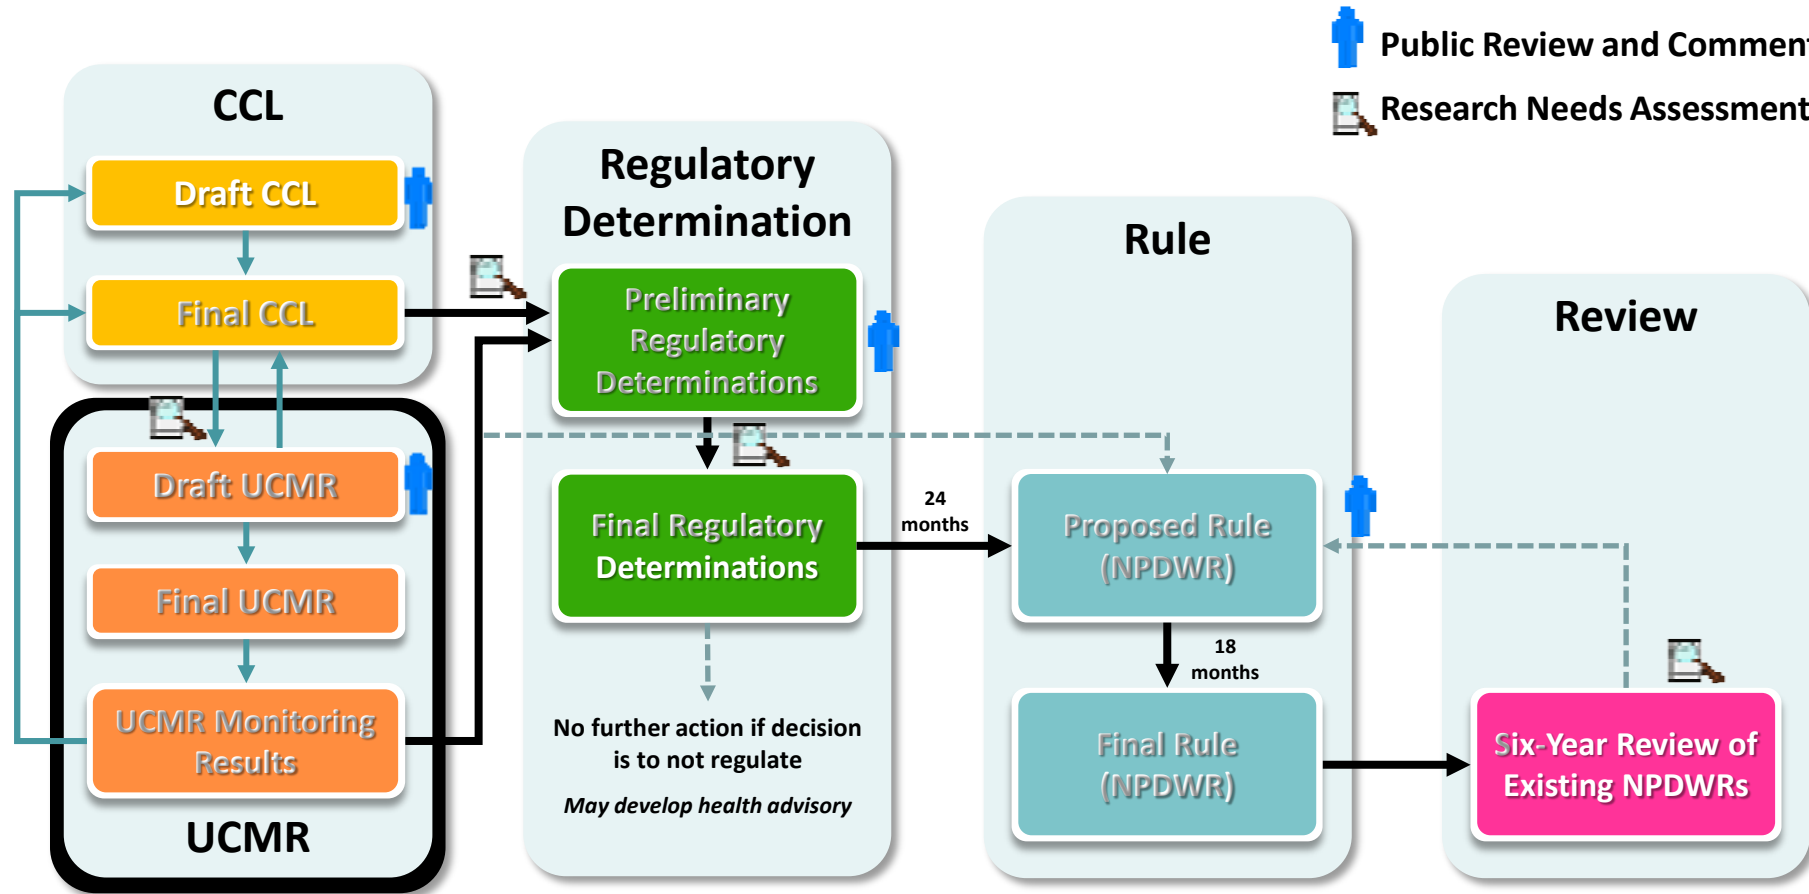 Public Review and Comment
Research Needs Assessment
CCL
Draft CCL
Final CCL
Draft UCMR
Final UCMR
UCMR Monitoring
Results
UCMR
Regulatory
Determination
Preliminary
Regulatory
Determinations
Final Regulatory
Determinations
No further action if decision
is to not regulate
May develop health advisory
24
months
Rule
Proposed Rule
(NPDWR)
18
months
Final Rule
(NPDWR)
Review
Six-Year Review of
Existing NPDWRs